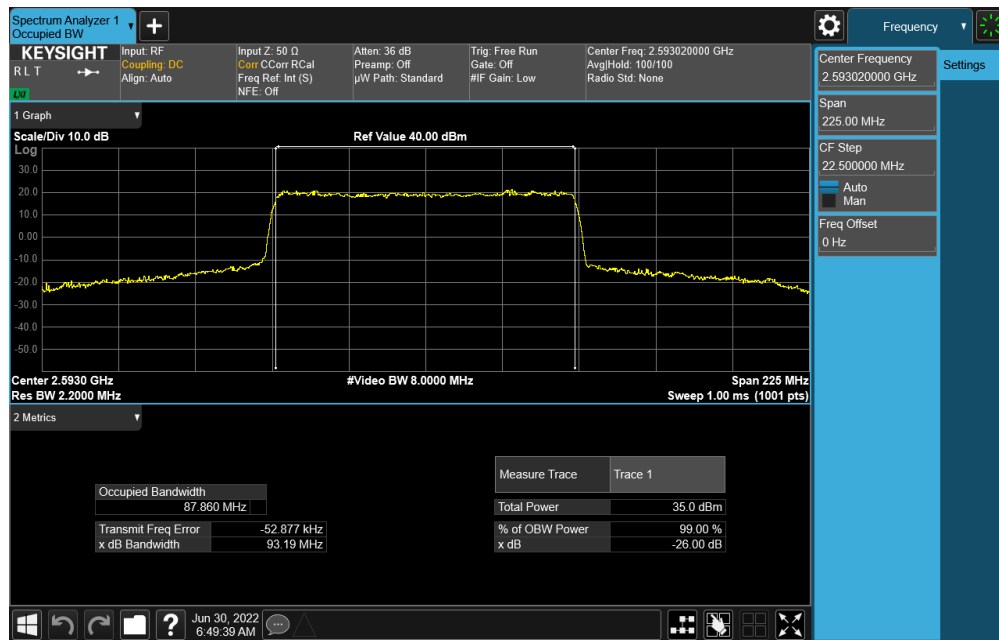 Spectrum Analyzer 1
Occupied BW
Frequency
KEYSIGHT
R L T
LXI
Input: RF
Coupling: DC
Align: Auto
Input Z: 50 Ω
Corr CCorr RCal
Freq Ref: Int (S)
NFE: Off
Atten: 36 dB
Preamp: Off
µW Path: Standard
Trig: Free Run
Gate: Off
#IF Gain: Low
Center Freq: 2.593020000 GHz
Avg|Hold: 100/100
Radio Std: None
Center Frequency
2.593020000 GHz
Settings
Span
225.00 MHz
CF Step
22.500000 MHz
Auto
Man
Freq Offset
0 Hz
1 Graph
Scale/Div 10.0 dB
Ref Value 40.00 dBm
Log
30.0
20.0
10.0
0.00
-10.0
-20.0
-30.0
-40.0
-50.0
Center 2.5930 GHz
#Video BW 8.0000 MHz
Span 225 MHz
Res BW 2.2000 MHz
Sweep 1.00 ms (1001 pts)
2 Metrics
Occupied Bandwidth
87.860 MHz
Transmit Freq Error -52.877 kHz
x dB Bandwidth 93.19 MHz
Measure Trace Trace 1
Total Power 35.0 dBm
% of OBW Power 99.00 %
x dB -26.00 dB
?
Jun 30, 2022
6:49:39 AM